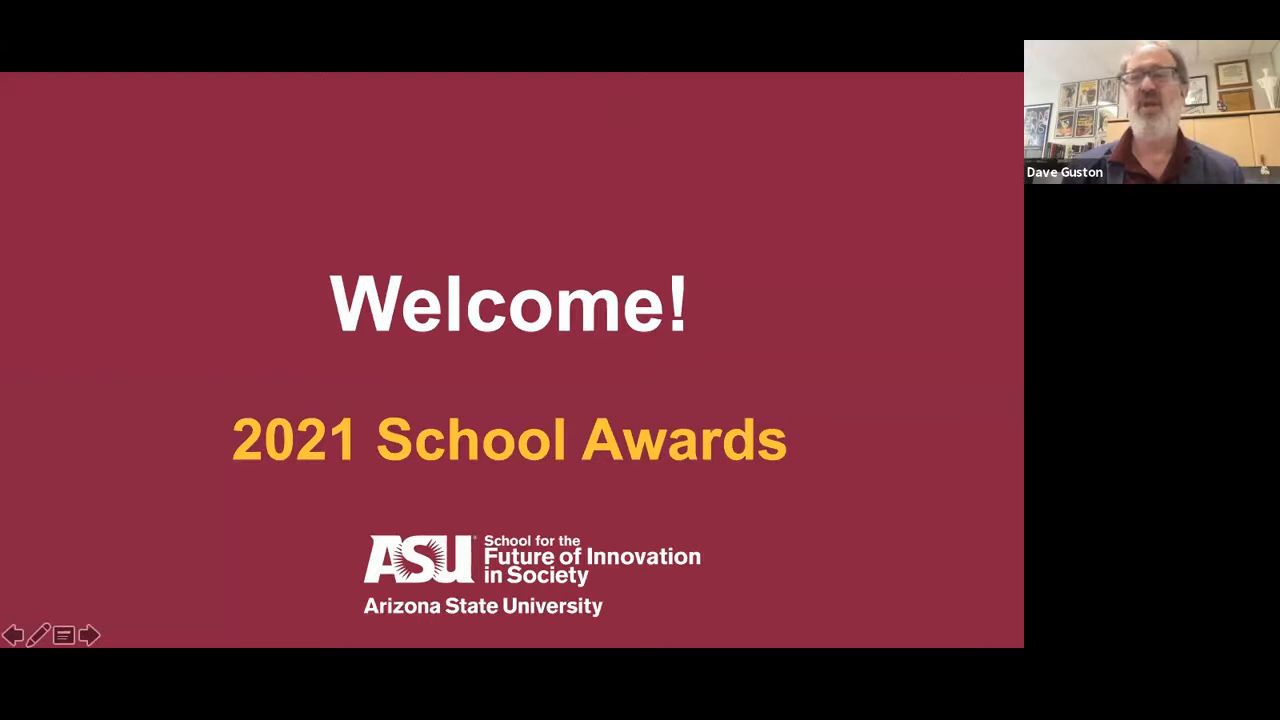 Welcome!
2021 School Awards
ASU
School for the
Future of Innovation
in Society
Arizona State University
Dave Guston